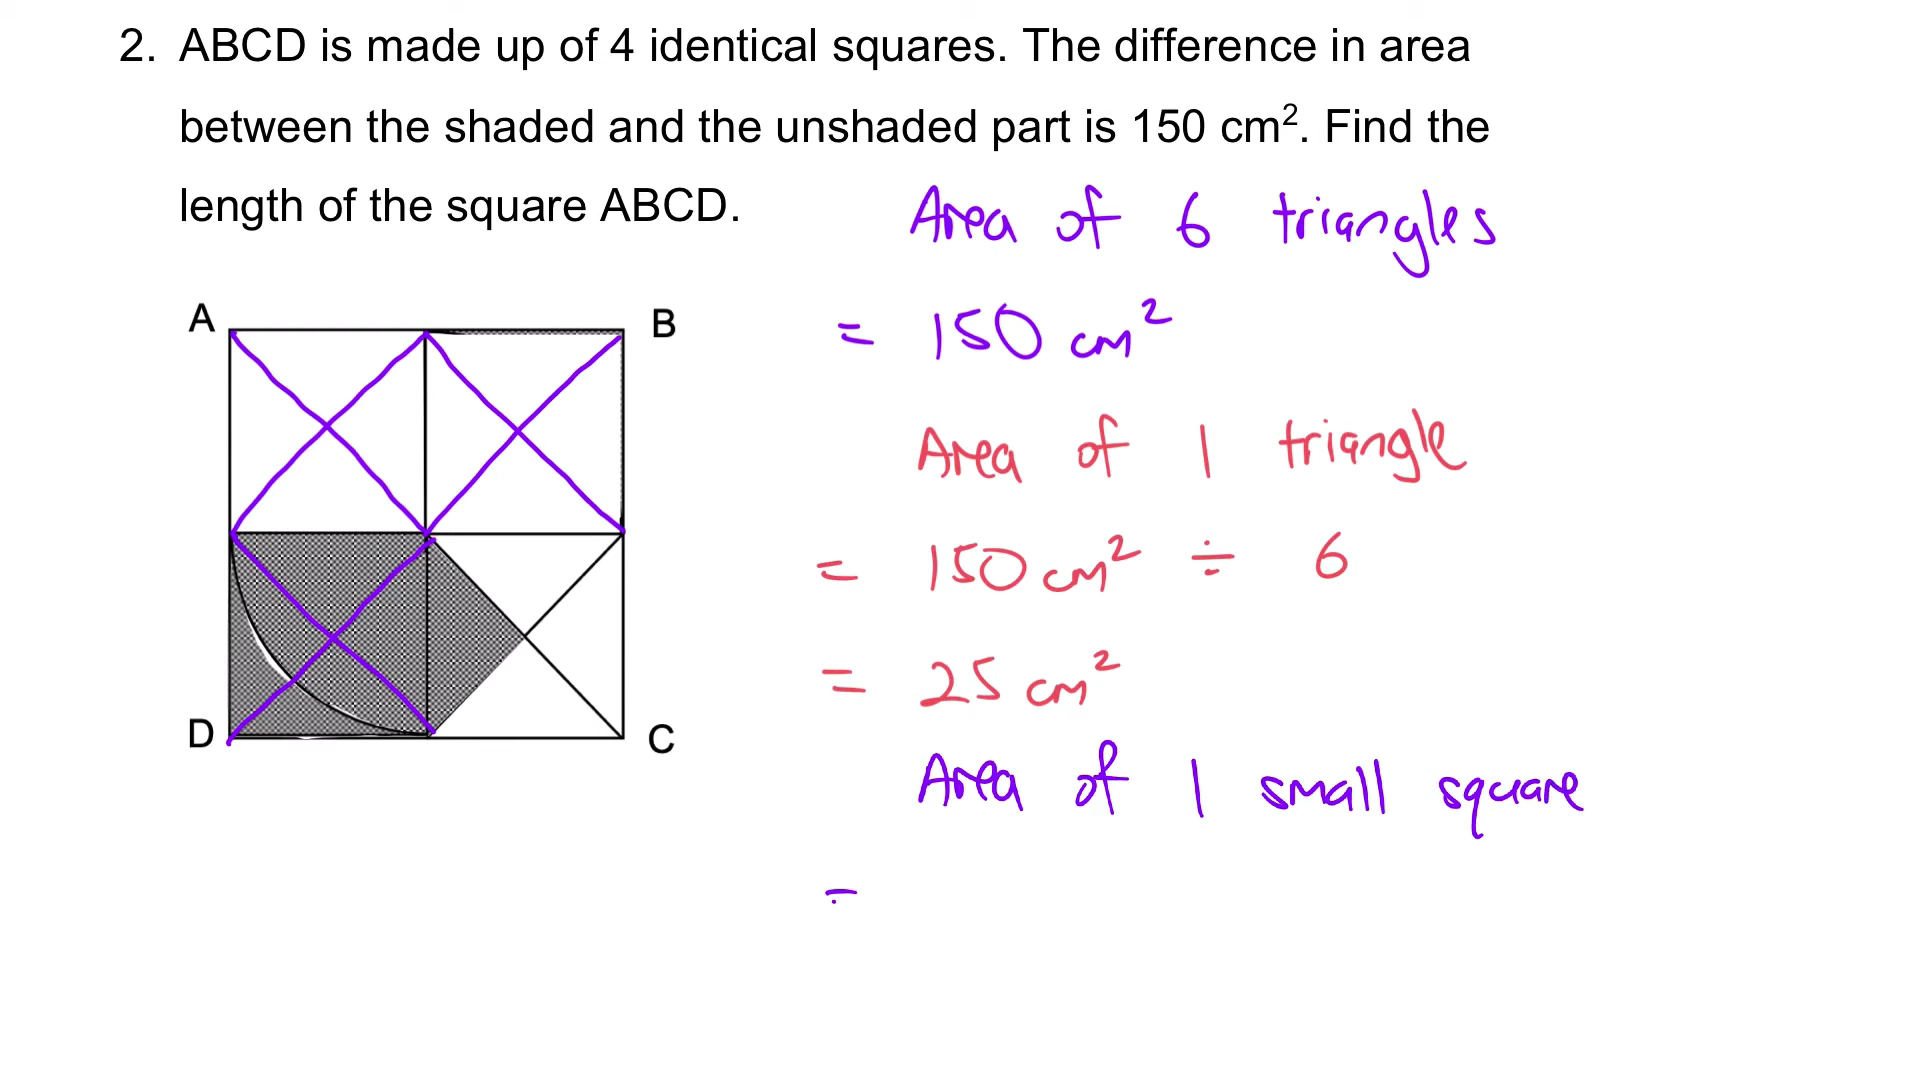 2. ABCD is made up of 4 identical squares. The difference in area
between the shaded and the unshaded part is 150 cm². Find the
length of the square ABCD.
Area of 6 triangles
= 150 cm²
Area of 1 triangle
= 150 cm² ÷ 6
= 25 cm²
Area of 1 small square
=
A
B
D
C